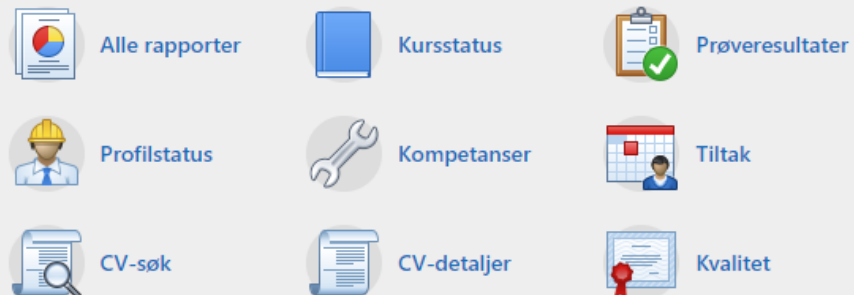 Alle rapporter
Kursstatus
Prøveresultater
Profilstatus
Kompetanser
Tiltak
CV-søk
CV-detaljer
Kvalitet